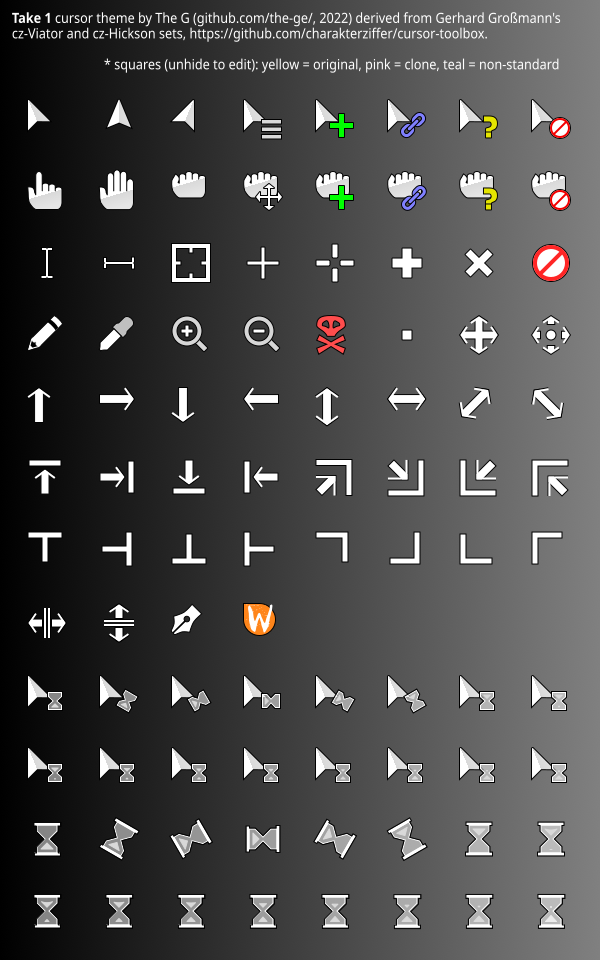 Take 1 cursor theme by The G (github.com/the-ge/, 2022) derived from Gerhard Großmann's
cz-Viator and cz-Hickson sets, https://github.com/charakterziffer/cursor-toolbox.
* squares (unhide to edit): yellow = original, pink = clone, teal = non-standard
?
?
W